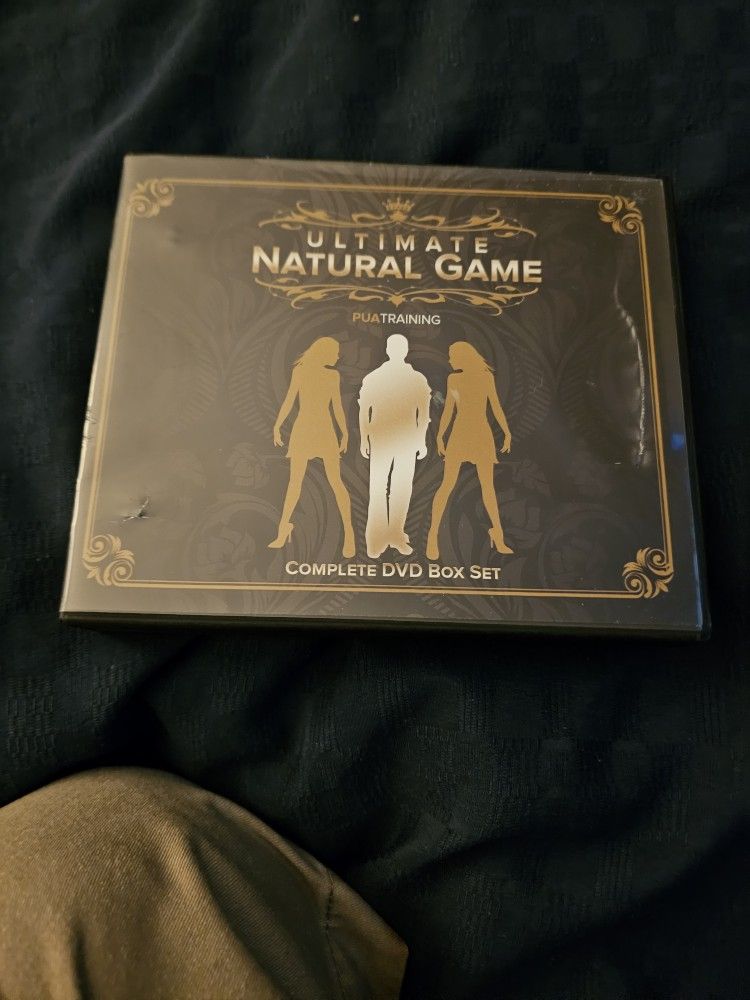 ULTIMATE
NATURAL GAME
PUATRAINING
COMPLETE DVD BOX SET